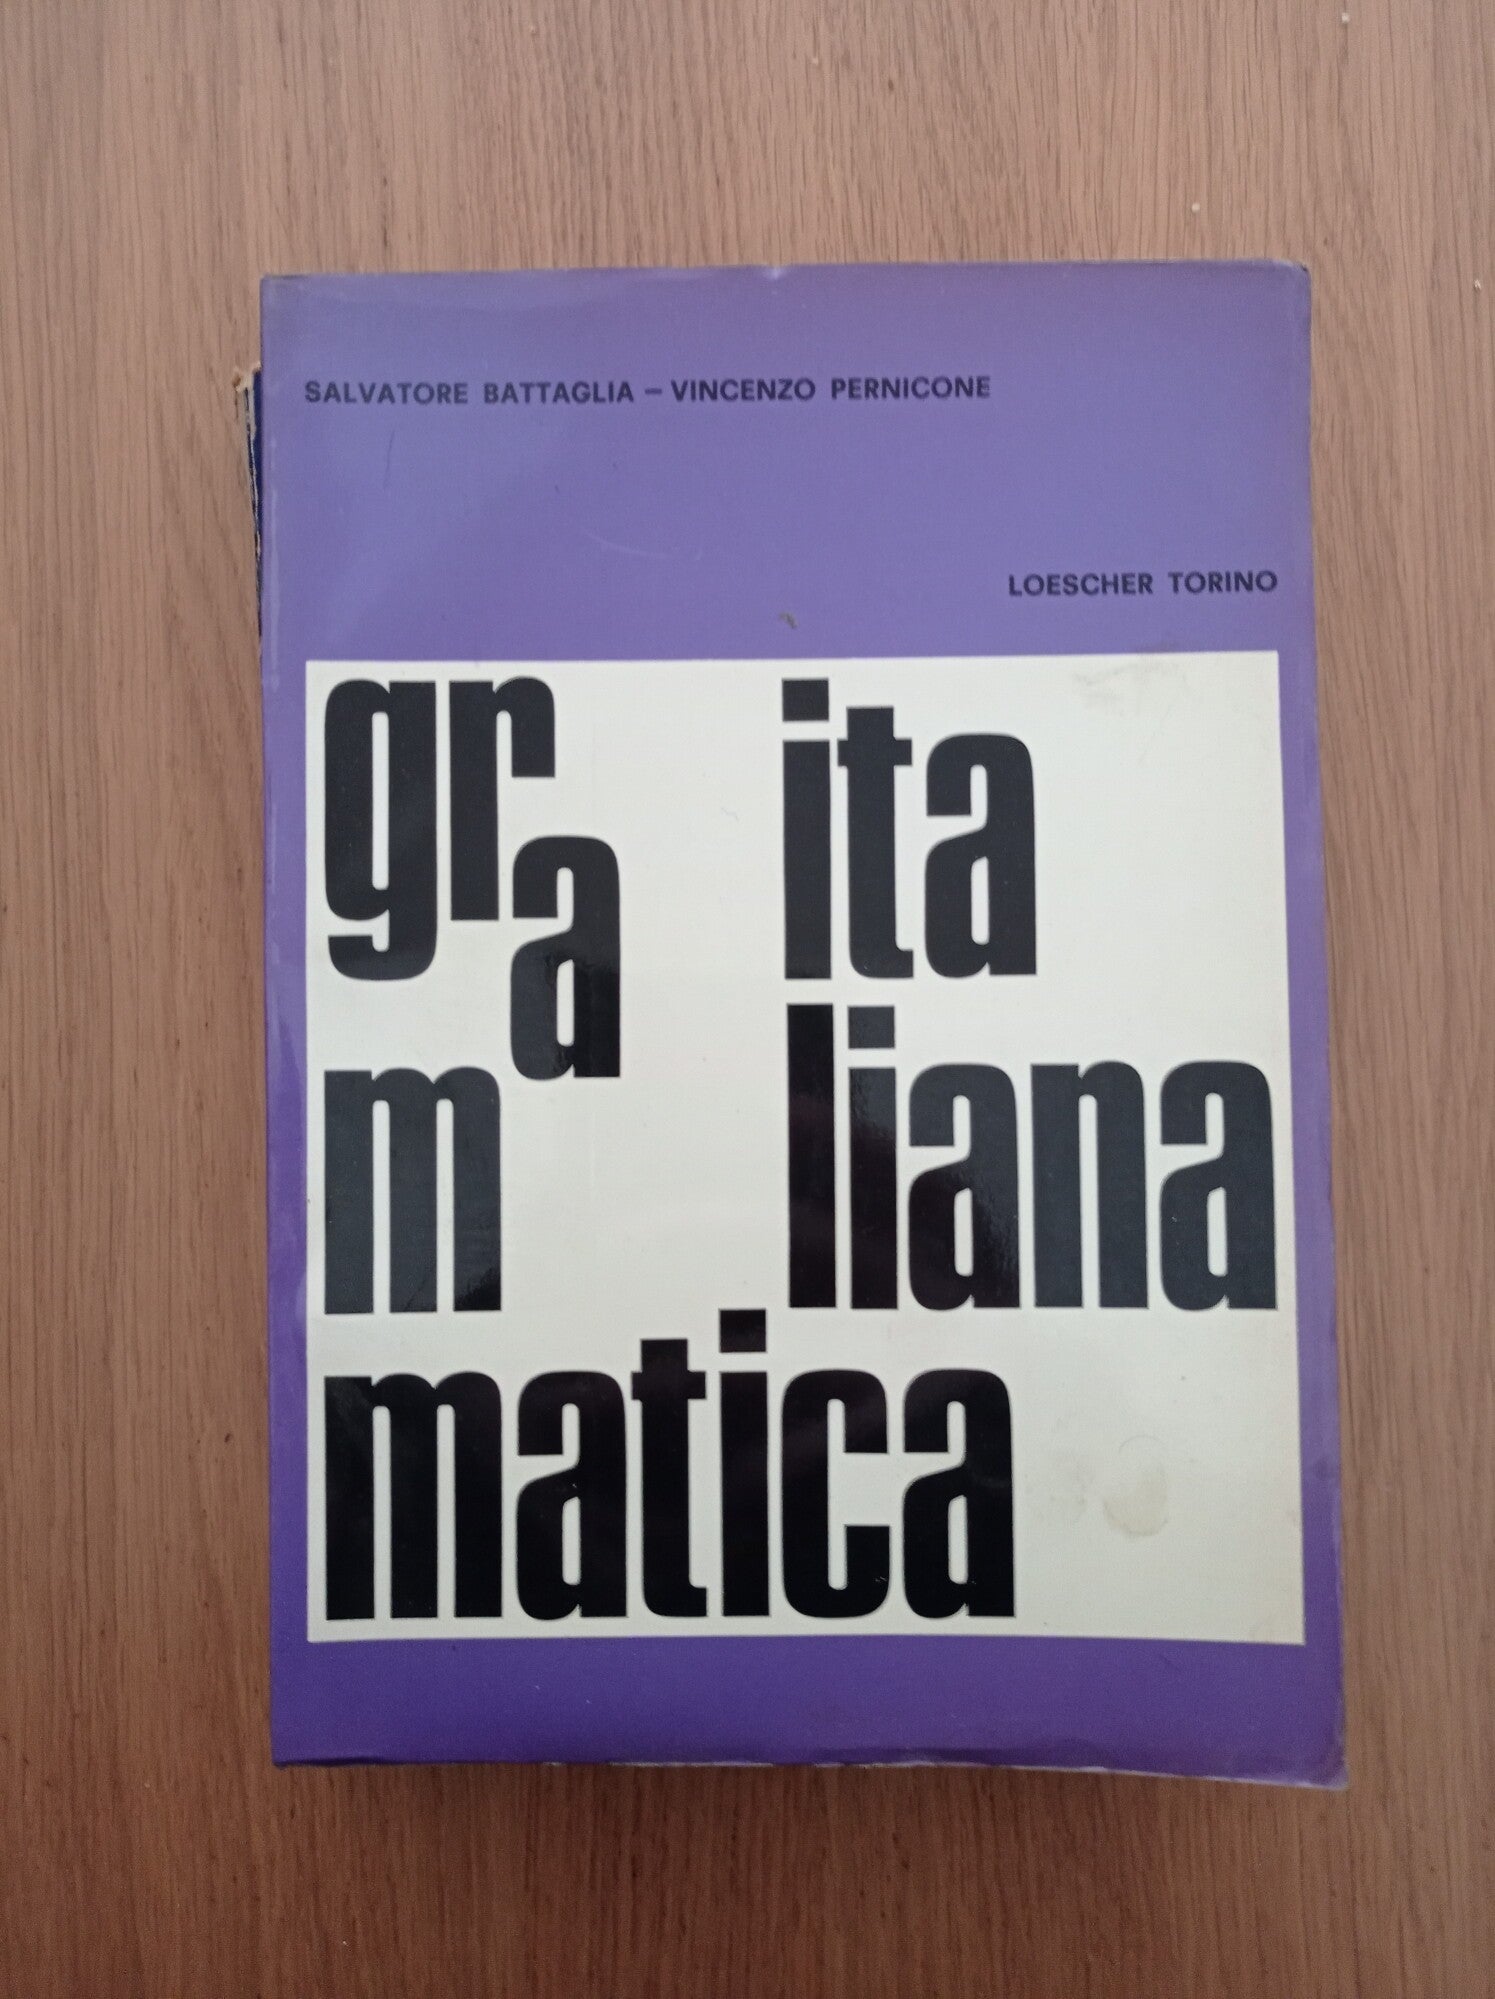 SALVATORE BATTAGLIA – VINCENZO PERNICONE
LOESCHER TORINO
gra
m
matica
ita
liana